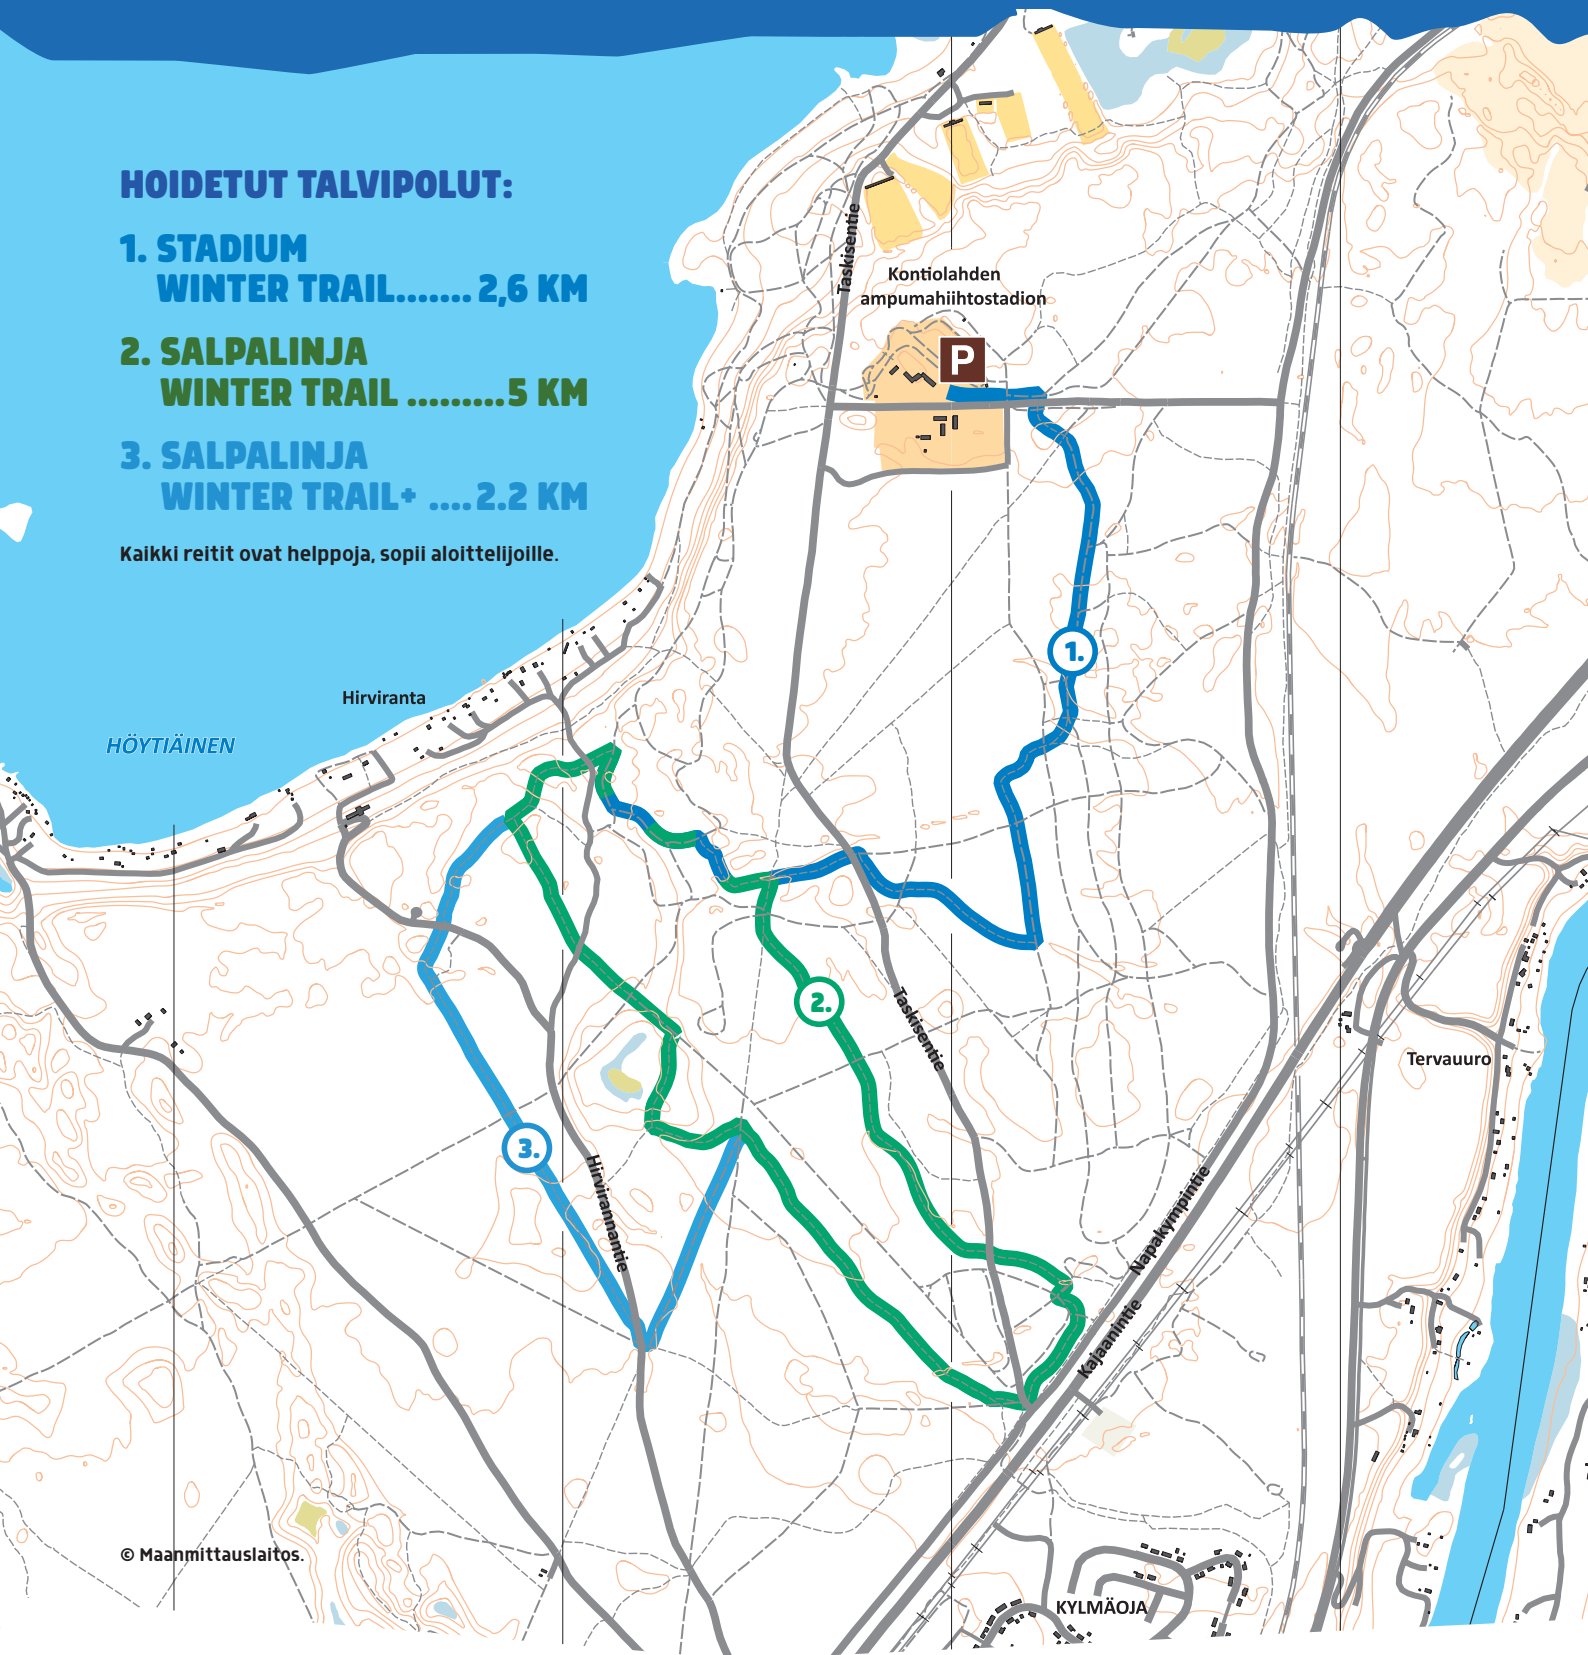 HOIDETUT TALVIPOLUT:
1. STADIUM
WINTER TRAIL....... 2,6 KM
2. SALPALINJA
WINTER TRAIL .........5 KM
3. SALPALINJA
WINTER TRAIL+ ....2.2 KM
Kaikki reitit ovat helppoja, sopii aloittelijoille.
Taskisentie
Kontiolahden
ampumahiihtostadion
P
1.
Hirviranta
HÖYTIÄINEN
2.
Taskisentie
Tervauuro
3.
Hirvirannantie
Napakympintie
Kajaanintie
© Maanmittauslaitos.
KYLMÄOJA